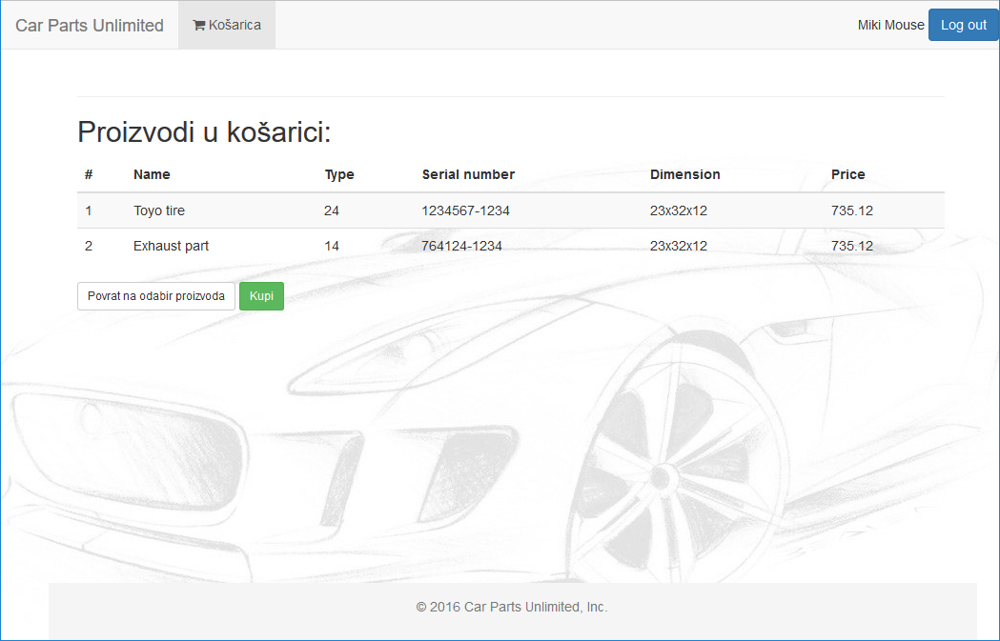 Car Parts Unlimited Košarica Miki Mouse Log out
Proizvodi u košarici:
# Name Type Serial number Dimension Price
1 Toyo tire 24 1234567-1234 23x32x12 735.12
2 Exhaust part 14 764124-1234 23x32x12 735.12
Povrat na odabir proizvoda Kupi
© 2016 Car Parts Unlimited, Inc.